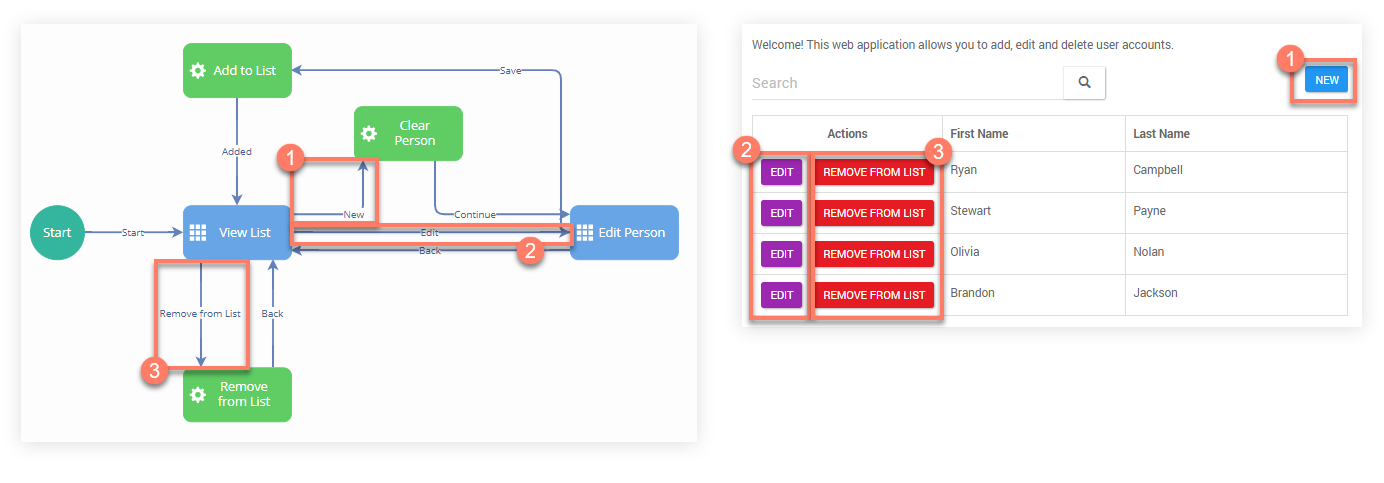 Add to List
Save
Clear
Person
Added
1
New
Continue
Start
Start
View List
Edit
Edit Person
2
Back
Remove from List
Back
3
Remove
from List
Welcome! This web application allows you to add, edit and delete user accounts.
1
Search
NEW
Actions
First Name
Last Name
2
3
EDIT
REMOVE FROM LIST
Ryan
Campbell
EDIT
REMOVE FROM LIST
Stewart
Payne
EDIT
REMOVE FROM LIST
Olivia
Nolan
EDIT
REMOVE FROM LIST
Brandon
Jackson